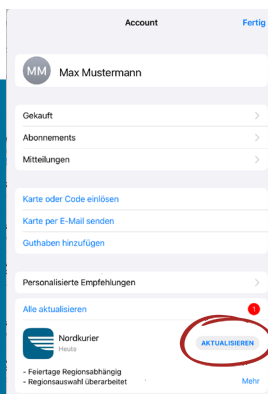 Account Fertig
MM Max Mustermann
Gekauft
Abonnements
Mitteilungen
Karte oder Code einlösen
Karte per E-Mail senden
Guthaben hinzufügen
Personalisierte Empfehlungen
Alle aktualisieren 1
Nordkurier
Heute
AKTUALISIEREN
- Feiertage Regionsabhängig
- Regionsauswahl überarbeitet Mehr